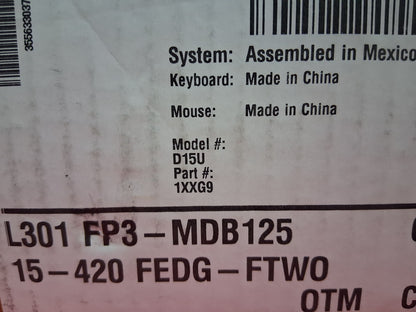 355633037
System: Assembled in Mexico
Keyboard: Made in China
Mouse: Made in China
Model #:
D15U
Part #:
1XXG9
L301 FP3-MDB125
15-420 FEDG-FTWO
OTM